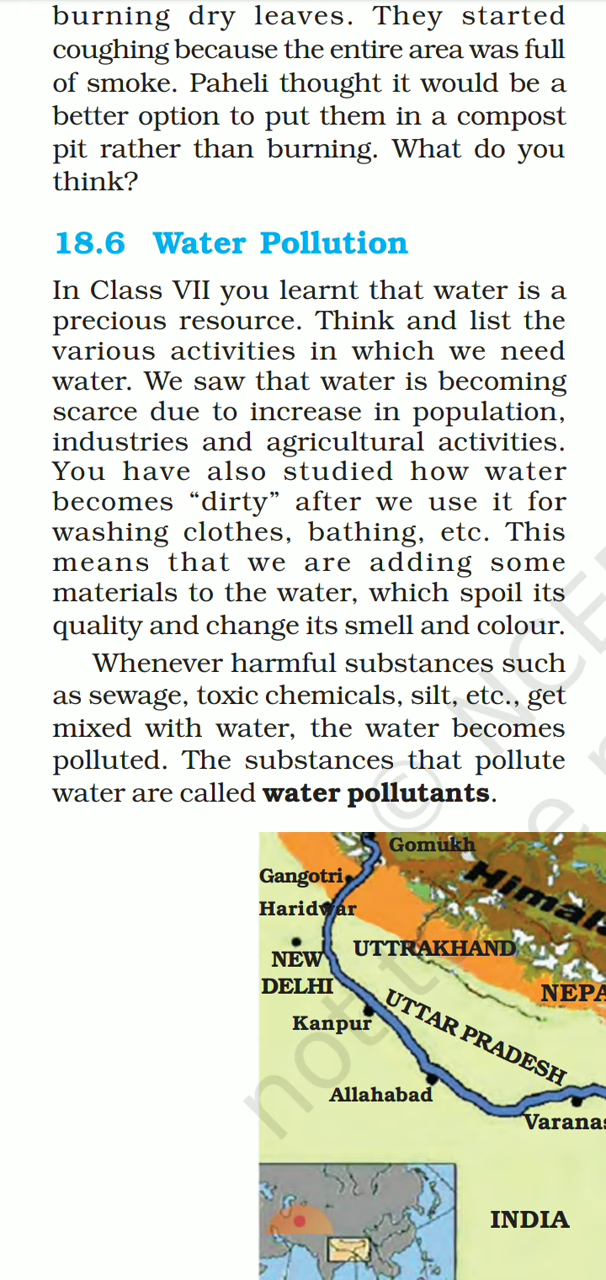 burning dry leaves. They started
coughing because the entire area was full
of smoke. Paheli thought it would be a
better option to put them in a compost
pit rather than burning. What do you
think?
18.6 Water Pollution
In Class VII you learnt that water is a
precious resource. Think and list the
various activities in which we need
water. We saw that water is becoming
scarce due to increase in population,
industries and agricultural activities.
You have also studied how water
becomes “dirty” after we use it for
washing clothes, bathing, etc. This
means that we are adding some
materials to the water, which spoil its
quality and change its smell and colour.
Whenever harmful substances such
as sewage, toxic chemicals, silt, etc., get
mixed with water, the water becomes
polluted. The substances that pollute
water are called water pollutants.
Gomukh
Gangotri
Himal
Haridwar
UTTRAKHAND
NEW
DELHI
NEPA
Kanpur
UTTAR PRADESH
Allahabad
Varanas
INDIA
© NCE
not t